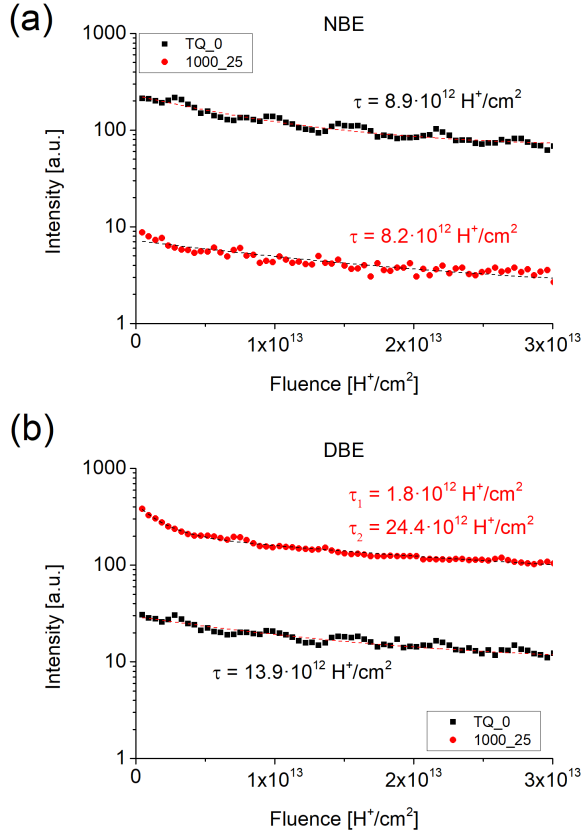 (a)
NBE
1000
TQ_0
1000_25
τ = 8.9·10¹² H⁺/cm²
100
Intensity [a.u.]
τ = 8.2·10¹² H⁺/cm²
10
1
0
1x10¹³
2x10¹³
3x10¹³
Fluence [H⁺/cm²]
(b)
DBE
1000
τ₁ = 1.8·10¹² H⁺/cm²
τ₂ = 24.4·10¹² H⁺/cm²
100
Intensity [a.u.]
10
τ = 13.9·10¹² H⁺/cm²
TQ_0
1000_25
1
0
1x10¹³
2x10¹³
3x10¹³
Fluence [H⁺/cm²]